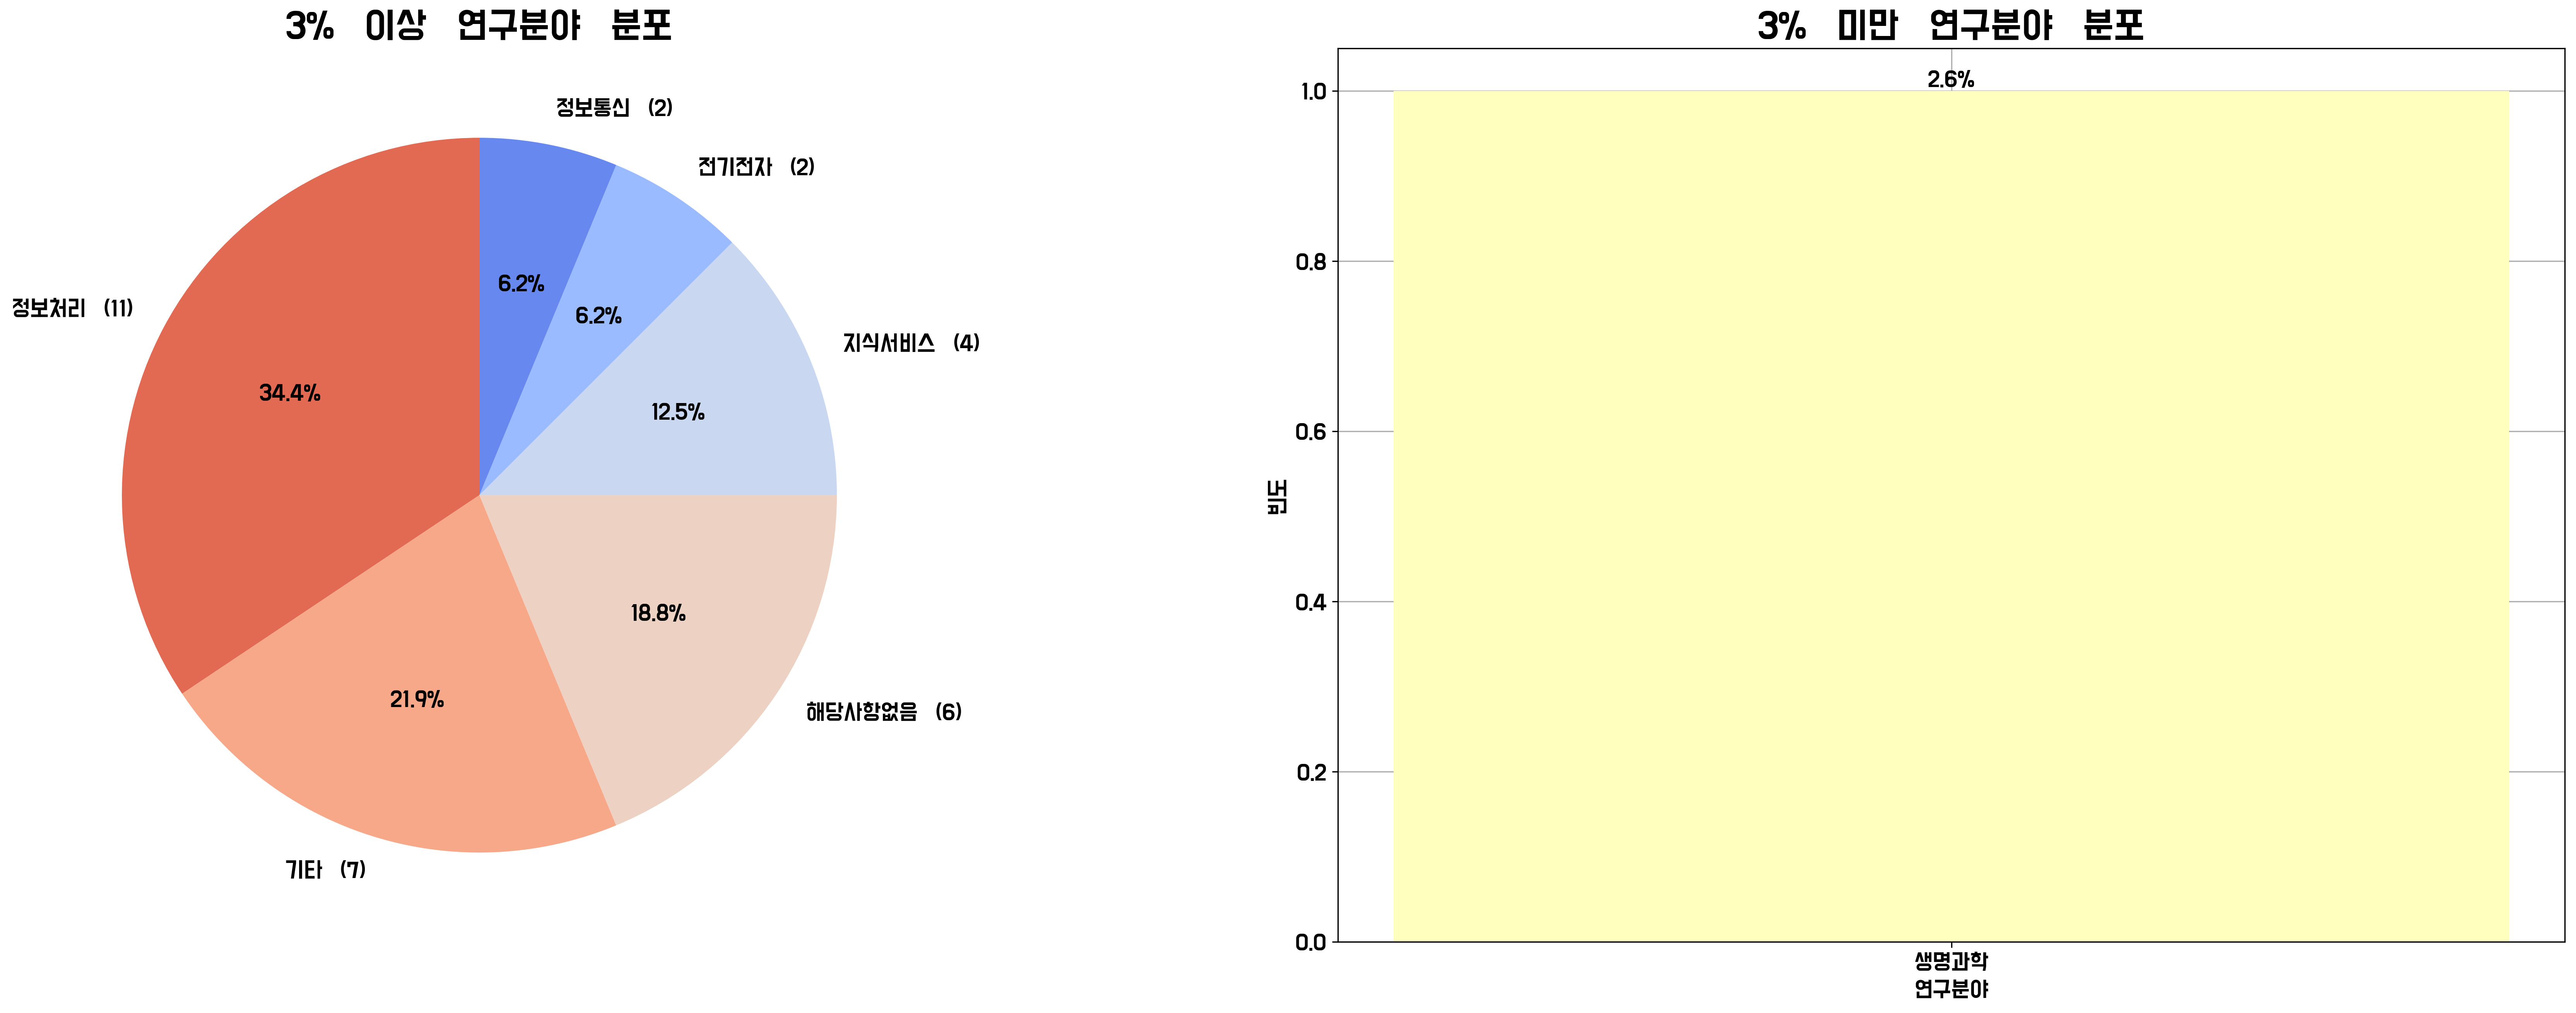 3% 이상 연구분야 분포
정보통신 (2)
전기전자 (2)
정보처리 (11)
지식서비스 (4)
해당사항없음 (6)
기타 (7)
6.2%
6.2%
12.5%
34.4%
18.8%
21.9%
3% 미만 연구분야 분포
2.6%
1.0
0.8
0.6
0.4
0.2
0.0
빈도
생명과학
연구분야